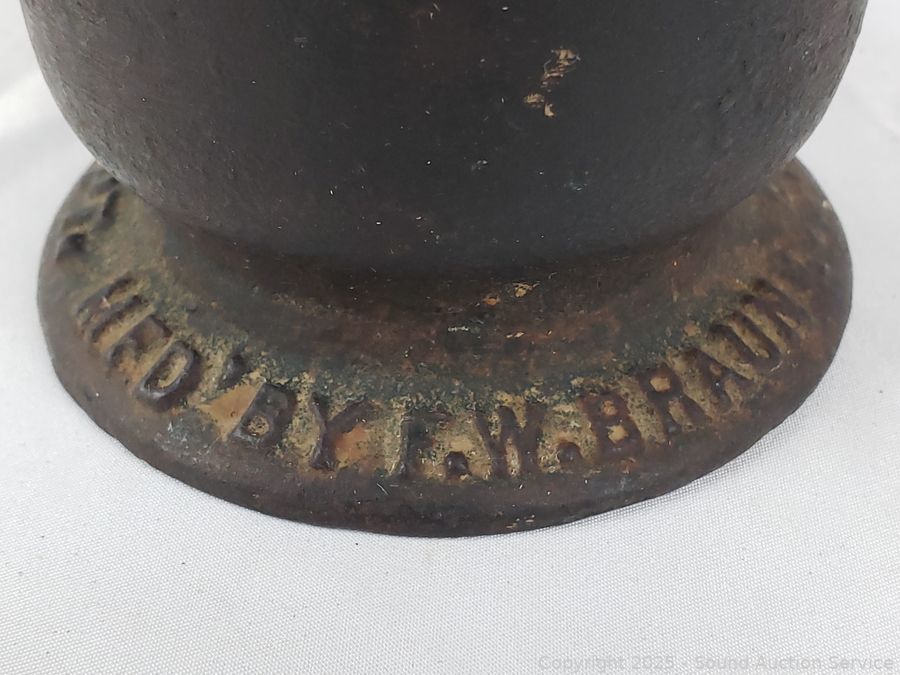 MFD'BY F.W.BRAUN
Copyright 2025 - Sound Auction Service